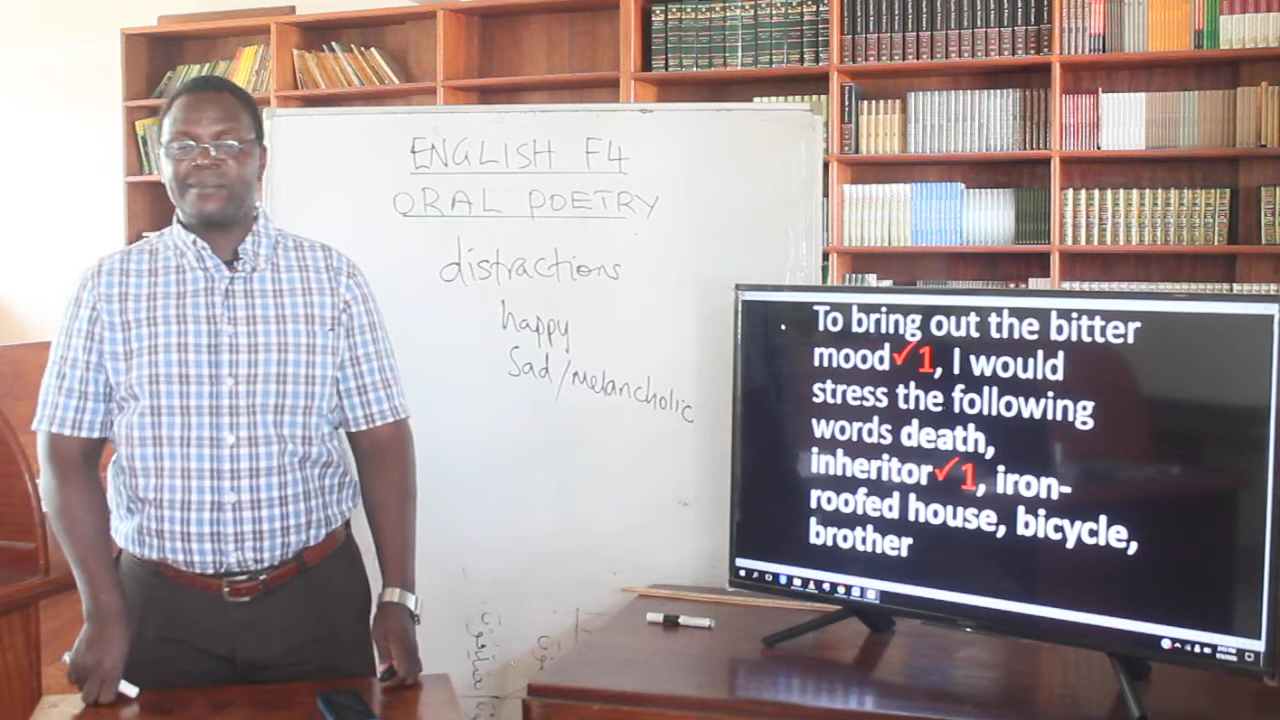 ENGLISH F4
ORAL POETRY
distractions
happy
Sad/Melancholic
To bring out the bitter
mood✓1, I would
stress the following
words death,
inheritor✓1, iron-
roofed house, bicycle,
brother